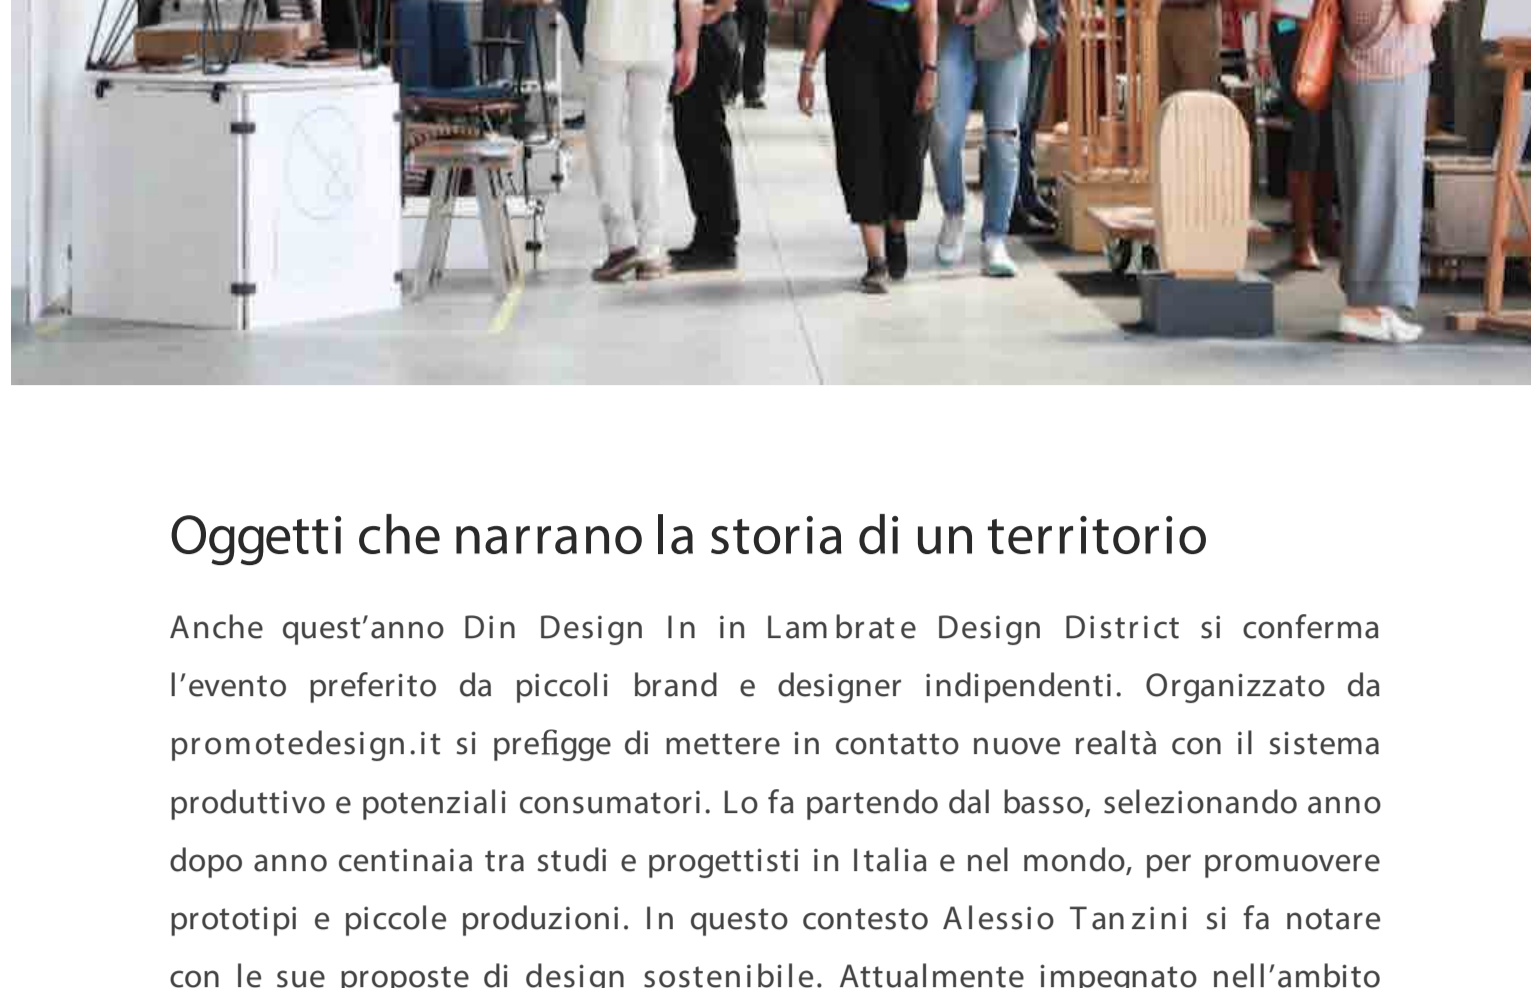 Oggetti che narrano la storia di un territorio
Anche quest’anno Din Design In in Lambrate Design District si conferma
l’evento preferito da piccoli brand e designer indipendenti. Organizzato da
promotedesign.it si prefigge di mettere in contatto nuove realtà con il sistema
produttivo e potenziali consumatori. Lo fa partendo dal basso, selezionando anno
dopo anno centinaia tra studi e progettisti in Italia e nel mondo, per promuovere
prototipi e piccole produzioni. In questo contesto Alessio Tanzini si fa notare
con le sue proposte di design sostenibile. Attualmente impegnato nell’ambito